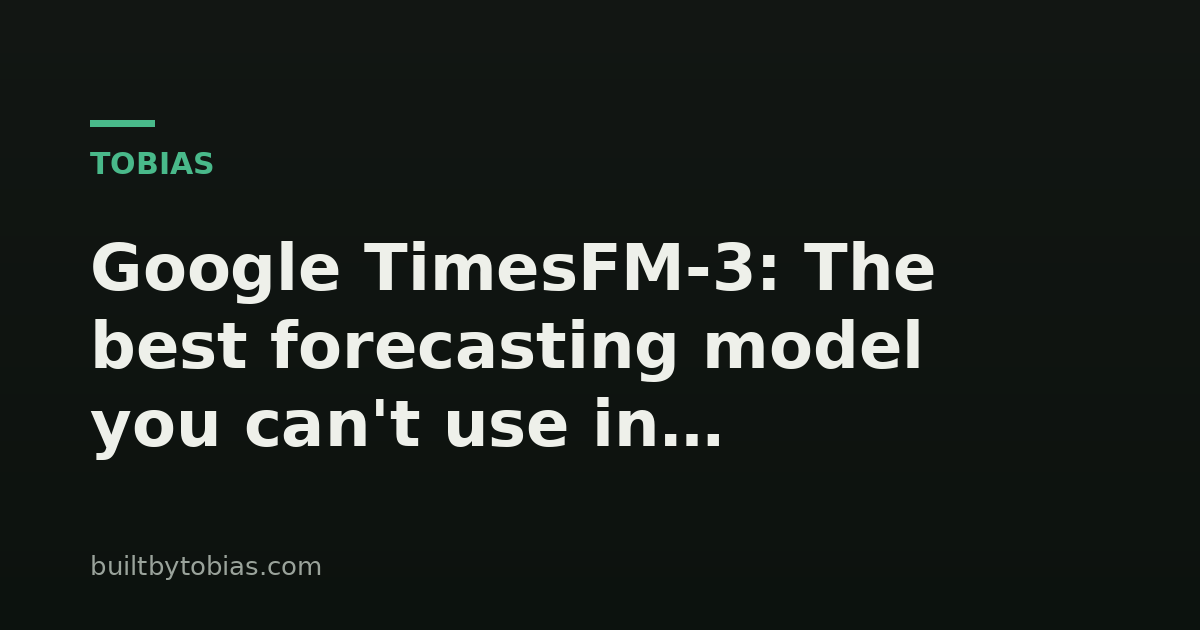 TOBIAS
Google TimesFM-3: The
best forecasting model
you can't use in…
builtbytobias.com